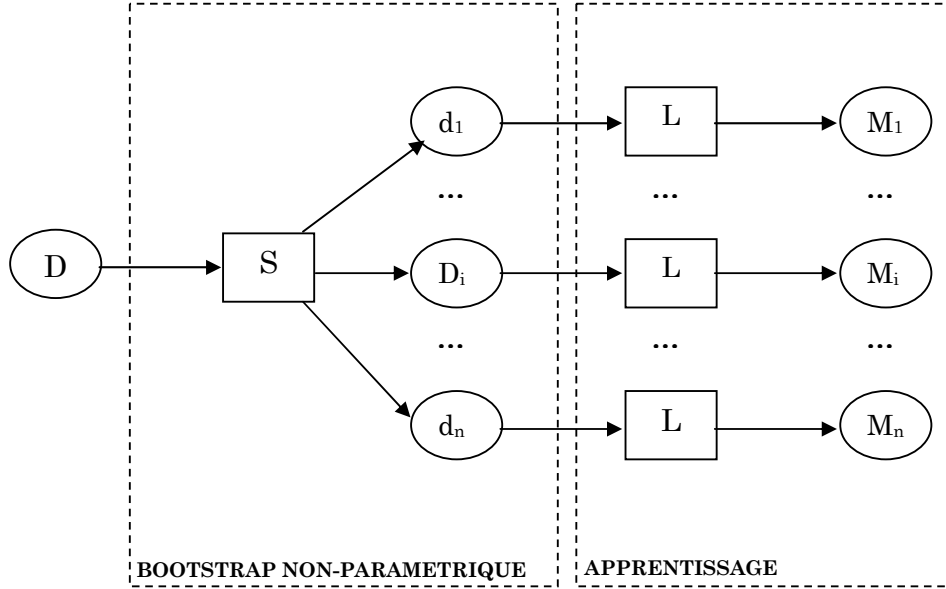 d₁ L M₁
... ... ...
D S Dᵢ L Mᵢ
... ... ...
dₙ L Mₙ
BOOTSTRAP NON-PARAMETRIQUE APPRENTISSAGE